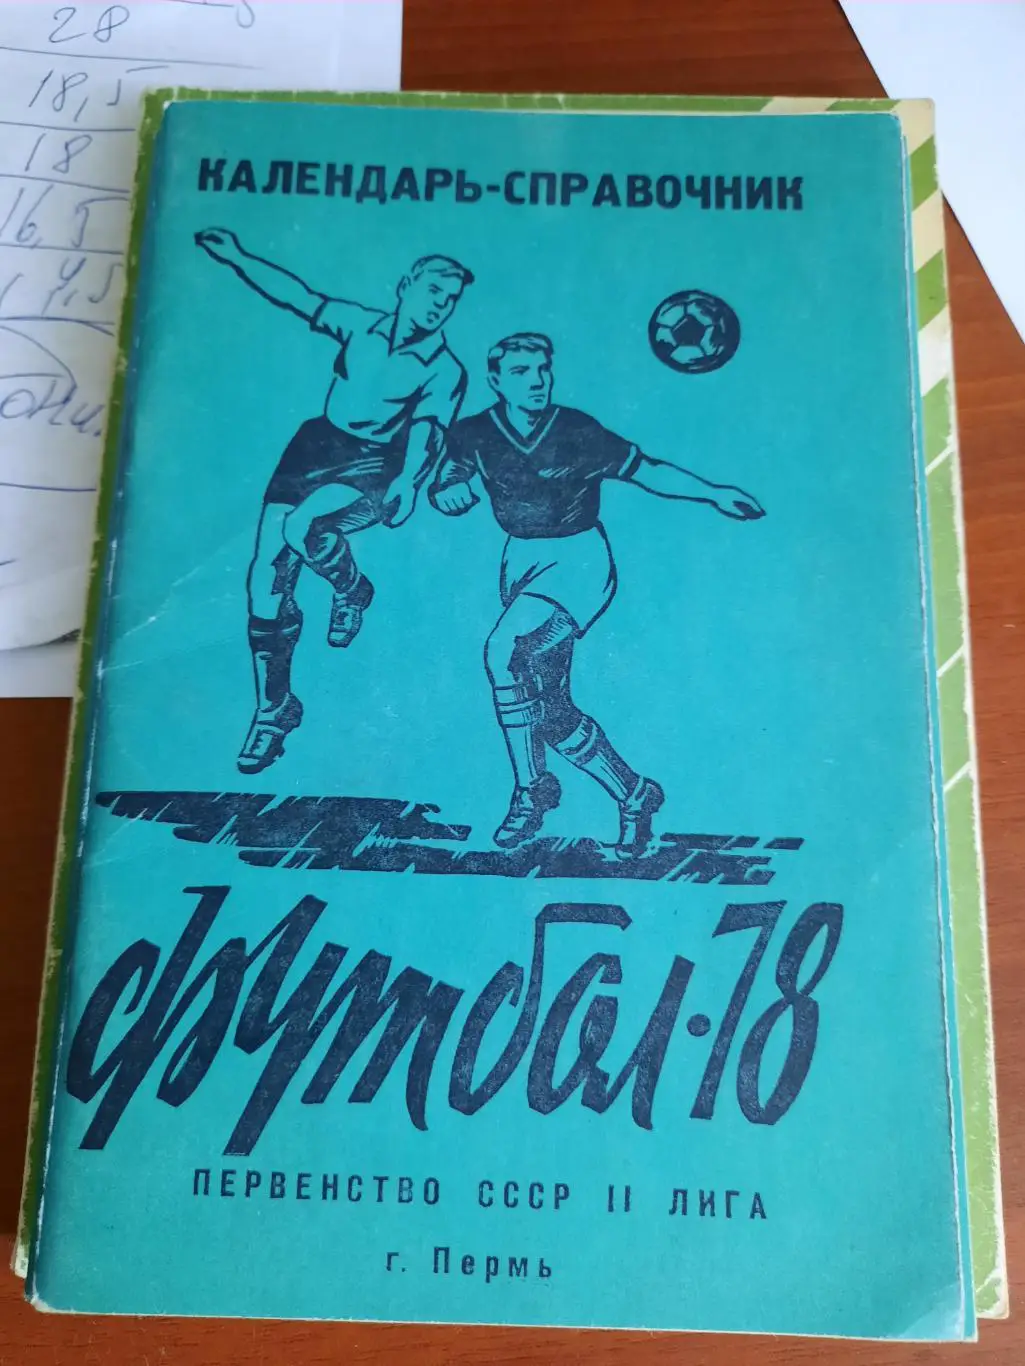 28
18,5
18
16,5
КАЛЕНДАРЬ-СПРАВОЧНИК
футбол·78
ПЕРВЕНСТВО СССР II ЛИГА
г. Пермь